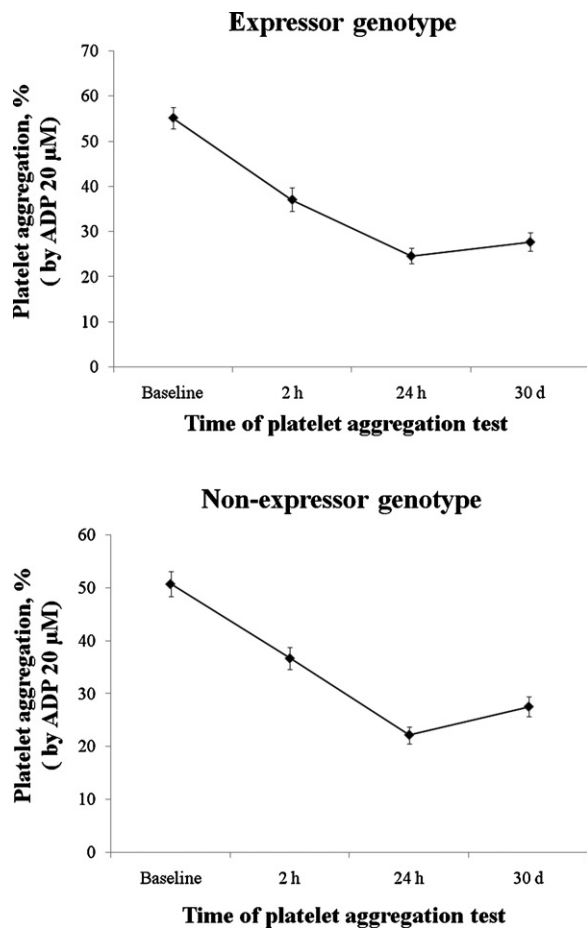 Expressor genotype
Platelet aggregation, %
( by ADP 20 µM)
70
60
50
40
30
20
10
0
Baseline 2 h 24 h 30 d
Time of platelet aggregation test
Non-expressor genotype
Platelet aggregation, %
( by ADP 20 µM)
60
50
40
30
20
10
0
Baseline 2 h 24 h 30 d
Time of platelet aggregation test